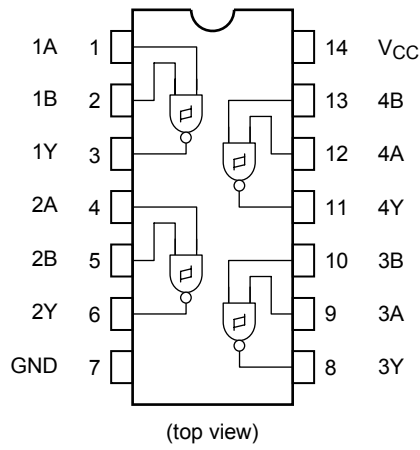 1A 1 14 VCC
1B 2 13 4B
1Y 3 12 4A
2A 4 11 4Y
2B 5 10 3B
2Y 6 9 3A
GND 7 8 3Y
(top view)